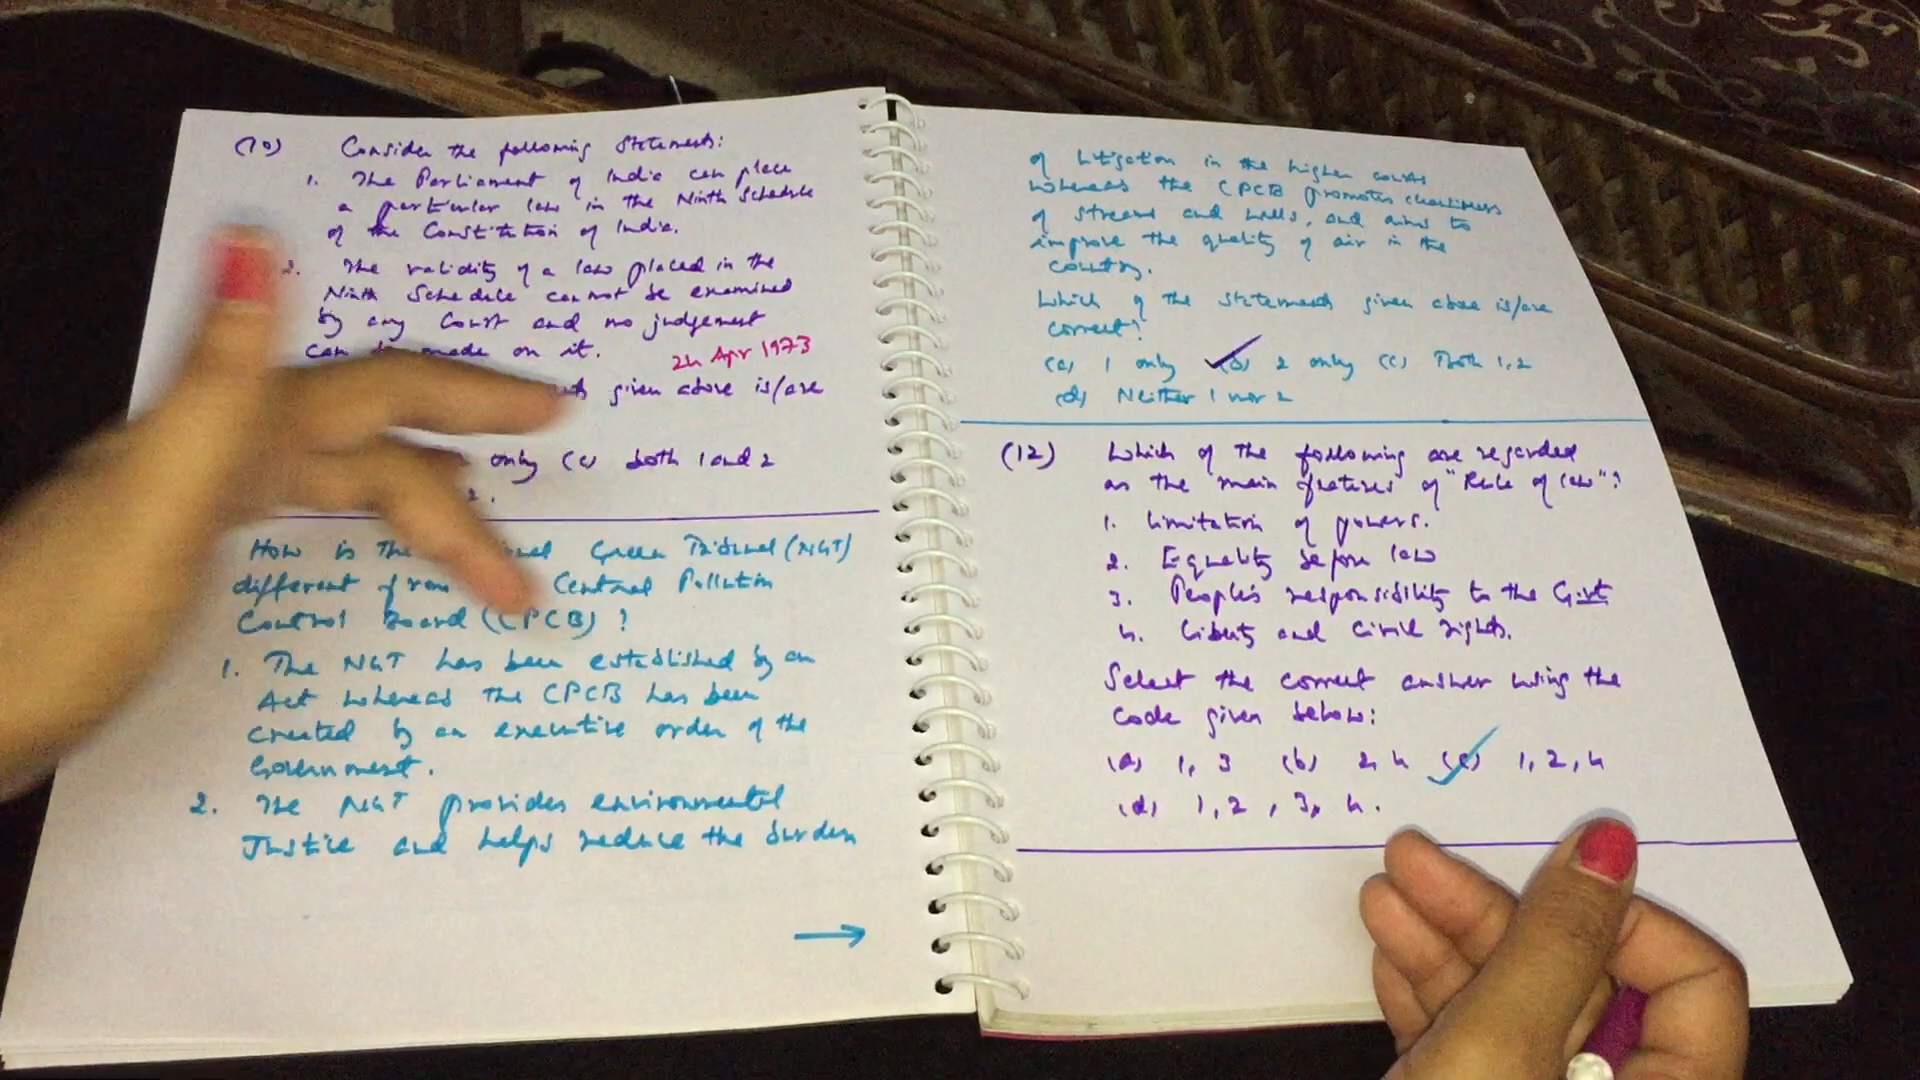 (10) Consider the following statements:
1. The Parliament of India can place
a particular law in the Ninth Schedule
of the Constitution of India.
2. The validity of a law placed in the
Ninth Schedule cannot be examined
by any Court and no judgement
can be made on it.
24 Apr 1973
given above is/are
only (c) both 1 and 2
2.
How is the Green Tribunal (NGT)
different from Central Pollution
Control Board (CPCB) ?
1. The NGT has been established by an
Act whereas the CPCB has been
created by an executive order of the
Government.
2. The NGT provides environmental
Justice and helps reduce the burden
→
of Litigation in the higher courts
whereas the CPCB promotes cleanliness
of streams and wells, and aims to
improve the quality of air in the
country.
Which of the statements given above is/are
correct?
(a) 1 only (b) 2 only (c) Both 1,2
(d) Neither 1 nor 2
(12) Which of the following are regarded
as the main features of "Rule of law"?
1. Limitation of powers.
2. Equality before law
3. People's responsibility to the Govt
4. Liberty and Civil rights.
Select the correct answer using the
code given below:
(a) 1, 3 (b) 2, 4 (c) 1, 2, 4
(d) 1, 2 , 3, 4.